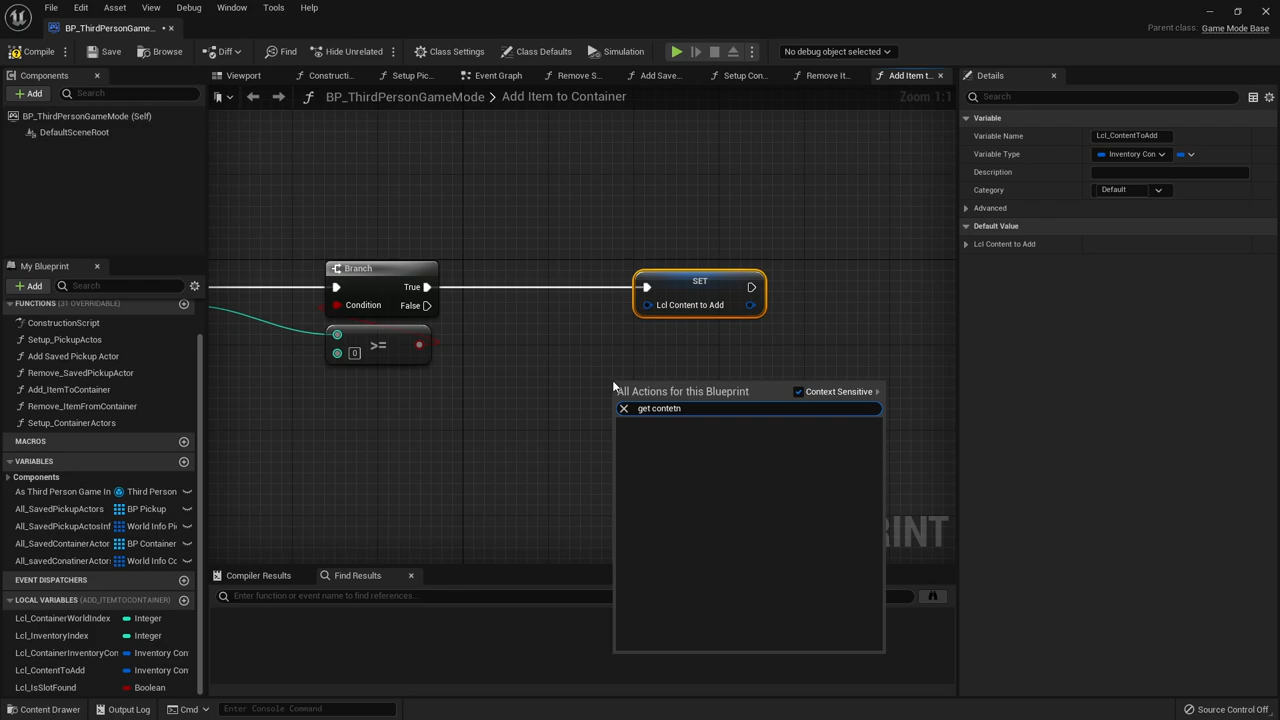 File Edit Asset View Debug Window Tools Help
BP_ThirdPersonGame...
Parent class: Game Mode Base
Compile Save Browse Diff Find Hide Unrelated Class Settings Class Defaults Simulation No debug object selected
Components
Viewport Constructi... Setup Pic... Event Graph Remove S... Add Save... Setup Con... Remove It... Add Item t...
Details
Add Search
BP_ThirdPersonGameMode > Add Item to Container
Zoom 1:1
Search
BP_ThirdPersonGameMode (Self)
DefaultSceneRoot
Variable
Variable Name Lcl_ContentToAdd
Variable Type Inventory Con
Description
Category Default
Advanced
Default Value
Lcl Content to Add
My Blueprint
Add Search
FUNCTIONS (31 OVERRIDABLE)
ConstructionScript
Setup_PickupActos
Add Saved Pickup Actor
Remove_SavedPickupActor
Add_ItemToContainer
Remove_ItemFromContainer
Setup_ContainerActors
MACROS
VARIABLES
Components
As Third Person Game In Third Person
All_SavedPickupActors BP Pickup
All_SavedPickupActosInf World Info Pi
All_SavedContainerActor BP Container
All_savedConatinerActor World Info Co
EVENT DISPATCHERS
LOCAL VARIABLES (ADD_ITEMTOCONTAINER)
Lcl_ContainerWorldIndex Integer
Lcl_InventoryIndex Integer
Lcl_ContainerInventoryCon Inventory Con
Lcl_ContentToAdd Inventory Con
Lcl_IsSlotFound Boolean
Branch
True
Condition False
>=
0
SET
Lcl Content to Add
All Actions for this Blueprint Context Sensitive
get contetn
Compiler Results Find Results
Enter function or event name to find references...
Content Drawer Output Log Cmd Enter Console Command Source Control Off